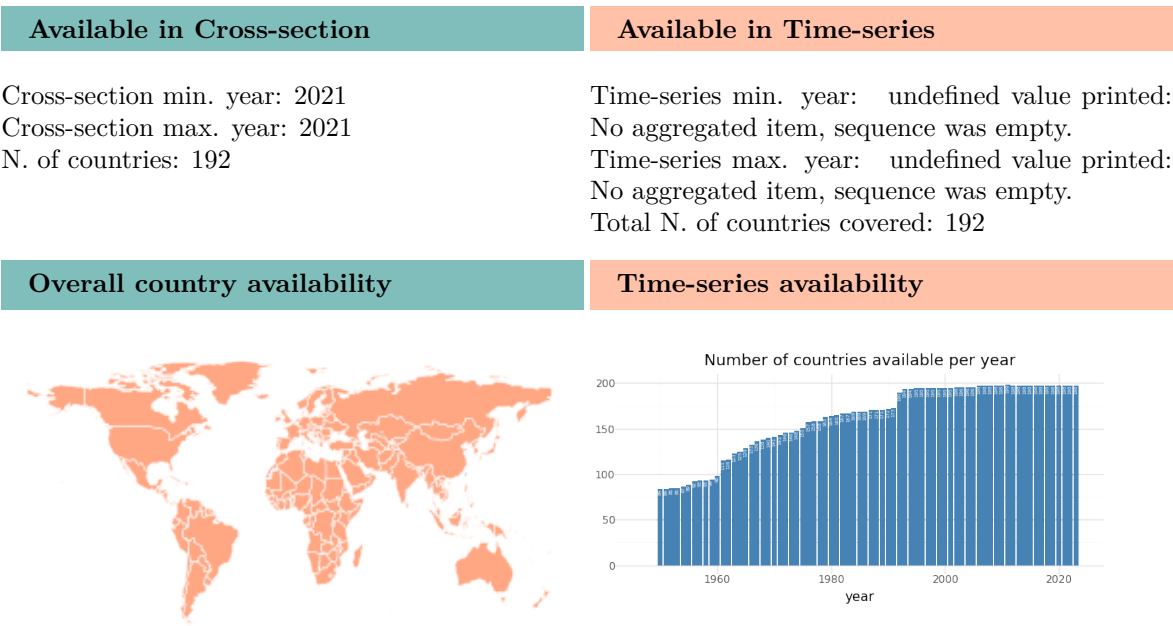 Available in Cross-section
Available in Time-series
Cross-section min. year: 2021
Cross-section max. year: 2021
N. of countries: 192
Time-series min. year: undefined value printed:
No aggregated item, sequence was empty.
Time-series max. year: undefined value printed:
No aggregated item, sequence was empty.
Total N. of countries covered: 192
Overall country availability
Time-series availability
Number of countries available per year
200
150
100
50
0
1960 1980 2000 2020
year